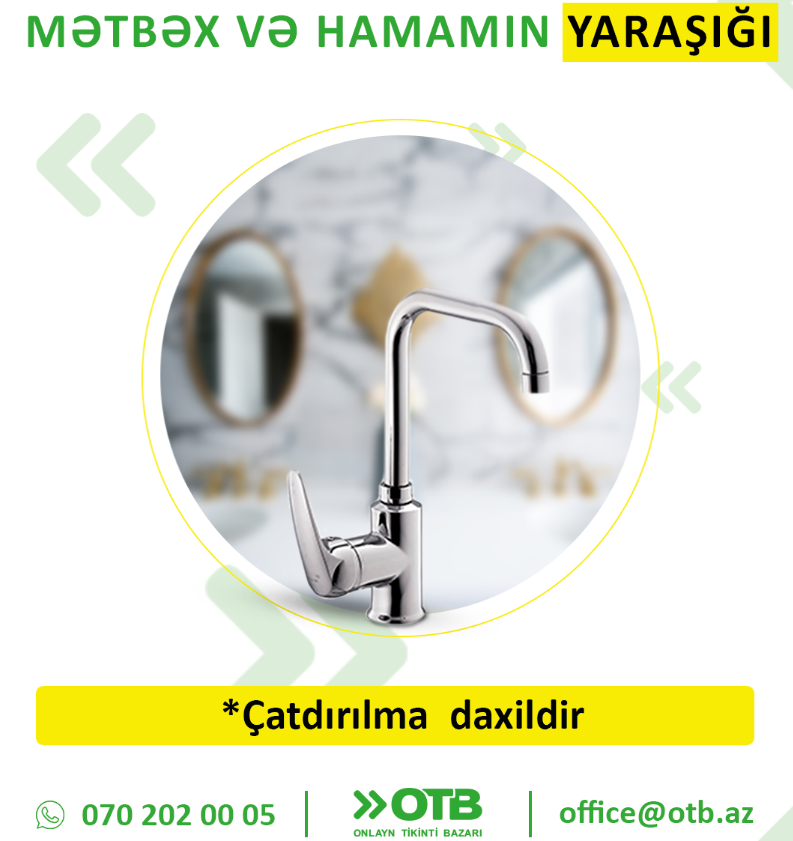 MƏTBƏX VƏ HAMAMIN YARAŞIĞI
*Çatdırılma daxildir
070 202 00 05
OTB
ONLAYN TİKİNTİ BAZARI
office@otb.az